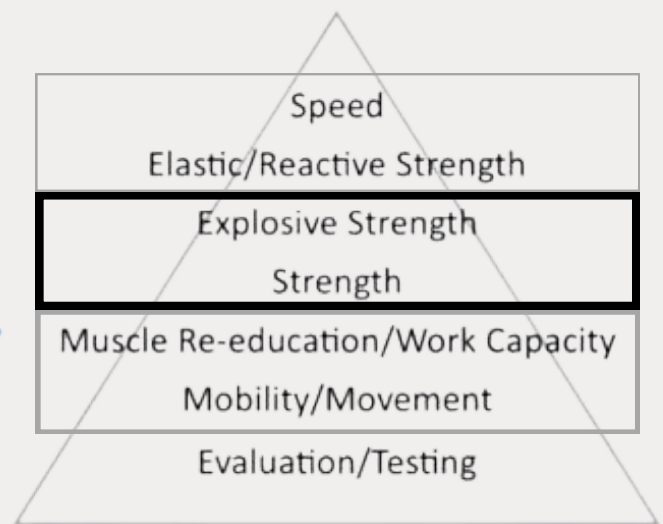 Speed
Elastic/Reactive Strength
Explosive Strength
Strength
Muscle Re-education/Work Capacity
Mobility/Movement
Evaluation/Testing